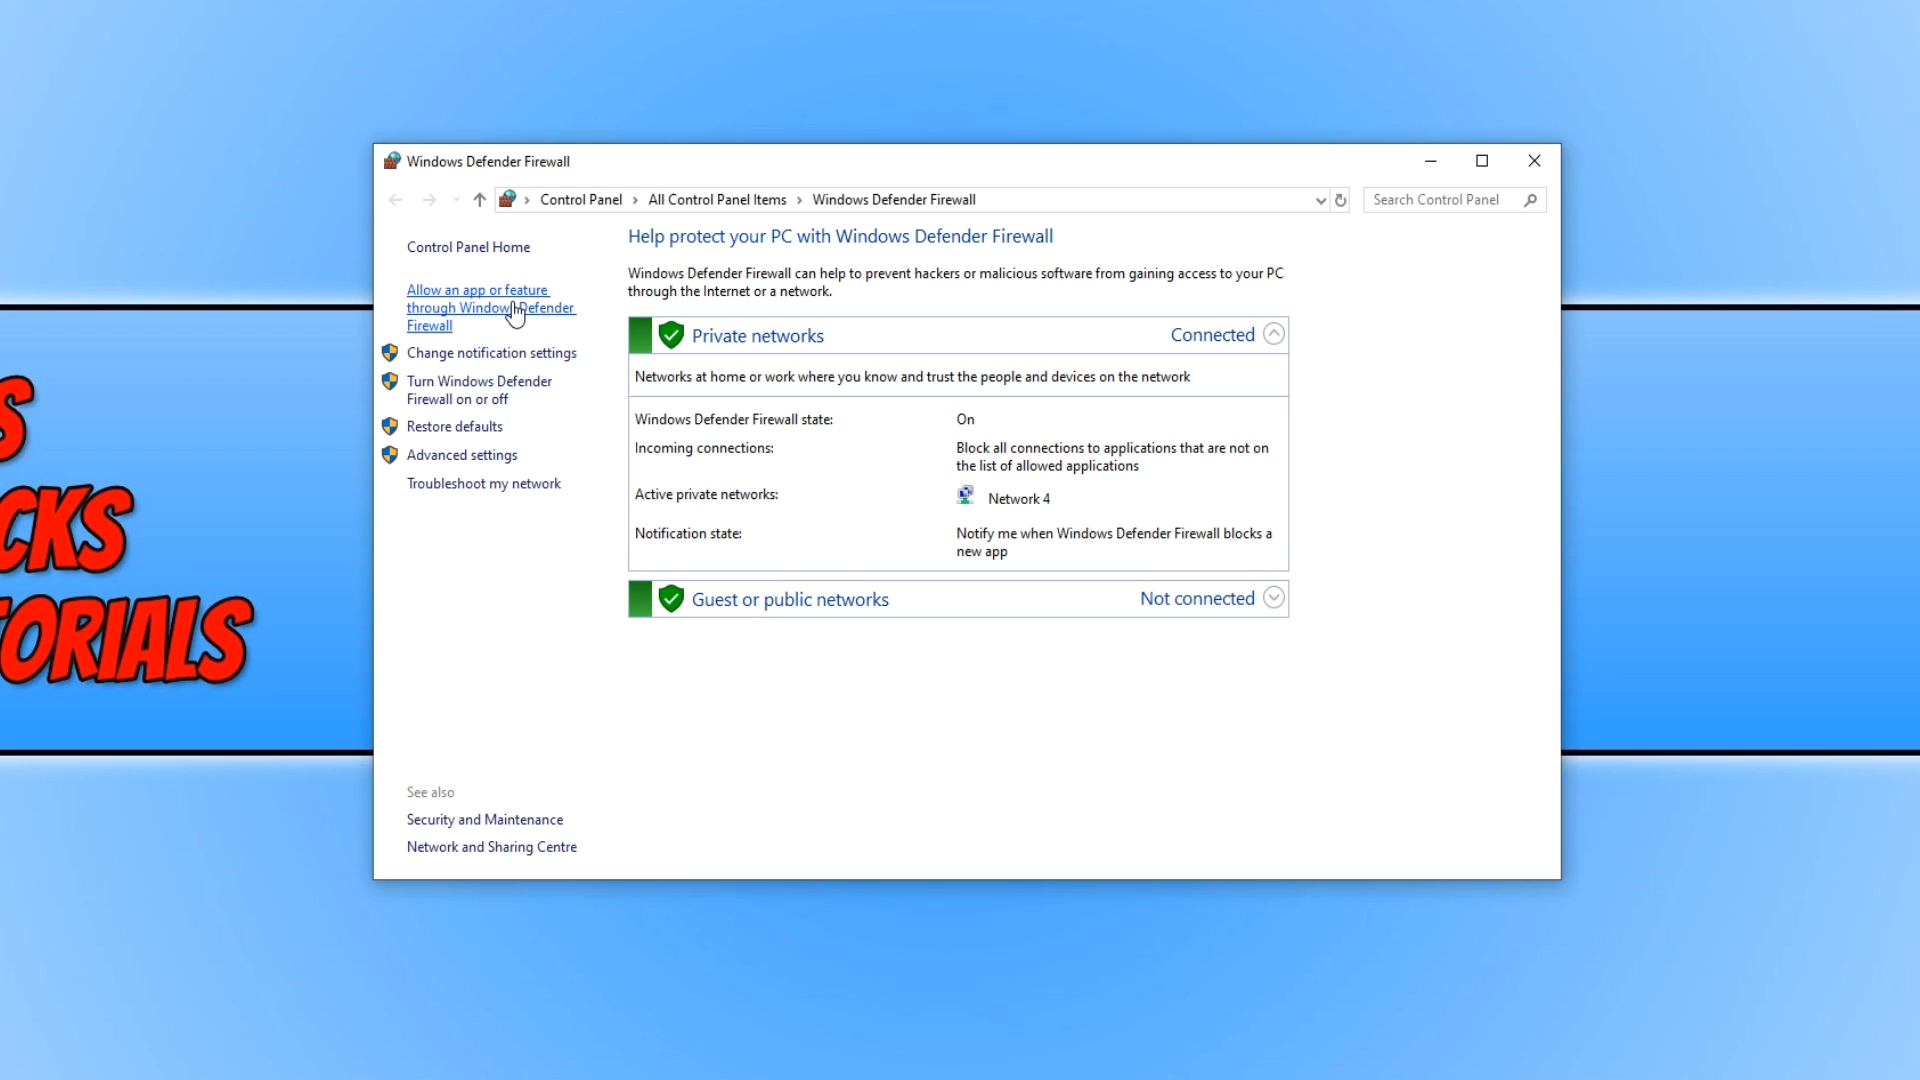 Windows Defender Firewall
Control Panel > All Control Panel Items > Windows Defender Firewall
Search Control Panel
Control Panel Home
Allow an app or feature
through Windows Defender
Firewall
Change notification settings
Turn Windows Defender
Firewall on or off
Restore defaults
Advanced settings
Troubleshoot my network
See also
Security and Maintenance
Network and Sharing Centre
Help protect your PC with Windows Defender Firewall
Windows Defender Firewall can help to prevent hackers or malicious software from gaining access to your PC
through the Internet or a network.
Private networks Connected
Networks at home or work where you know and trust the people and devices on the network
Windows Defender Firewall state: On
Incoming connections: Block all connections to applications that are not on
the list of allowed applications
Active private networks: Network 4
Notification state: Notify me when Windows Defender Firewall blocks a
new app
Guest or public networks Not connected
S
CKS
TORIALS